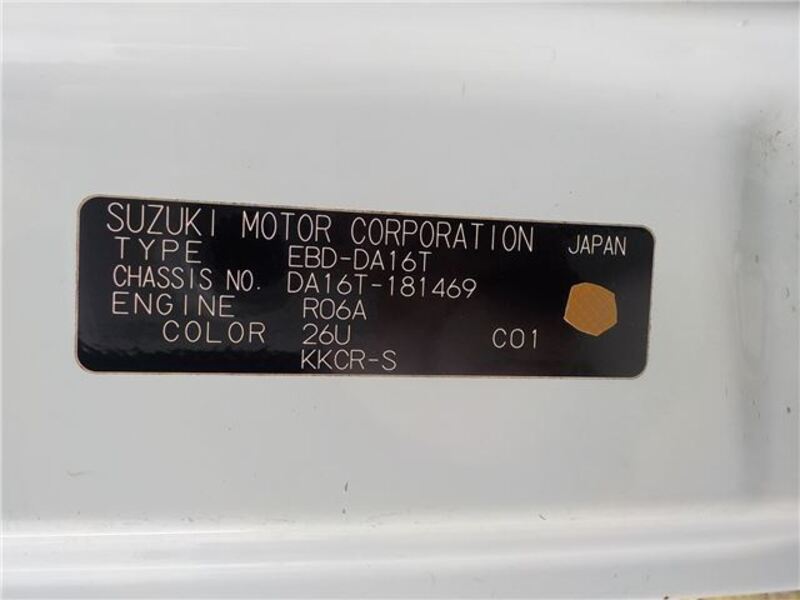 SUZUKI MOTOR CORPORATION JAPAN
TYPE EBD-DA16T
CHASSIS NO. DA16T-181469
ENGINE R06A
COLOR 26U C01
KKCR-S